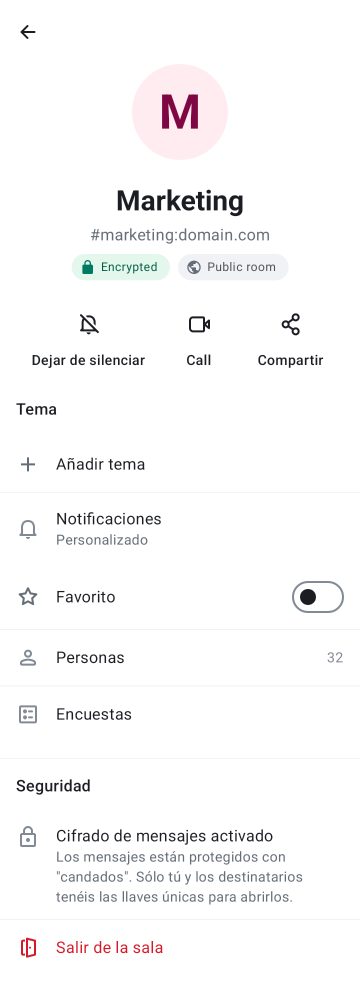 M
Marketing
#marketing:domain.com
Encrypted
Public room
Dejar de silenciar
Call
Compartir
Tema
Añadir tema
Notificaciones
Personalizado
Favorito
Personas
32
Encuestas
Seguridad
Cifrado de mensajes activado
Los mensajes están protegidos con
"candados". Sólo tú y los destinatarios
tenéis las llaves únicas para abrirlos.
Salir de la sala